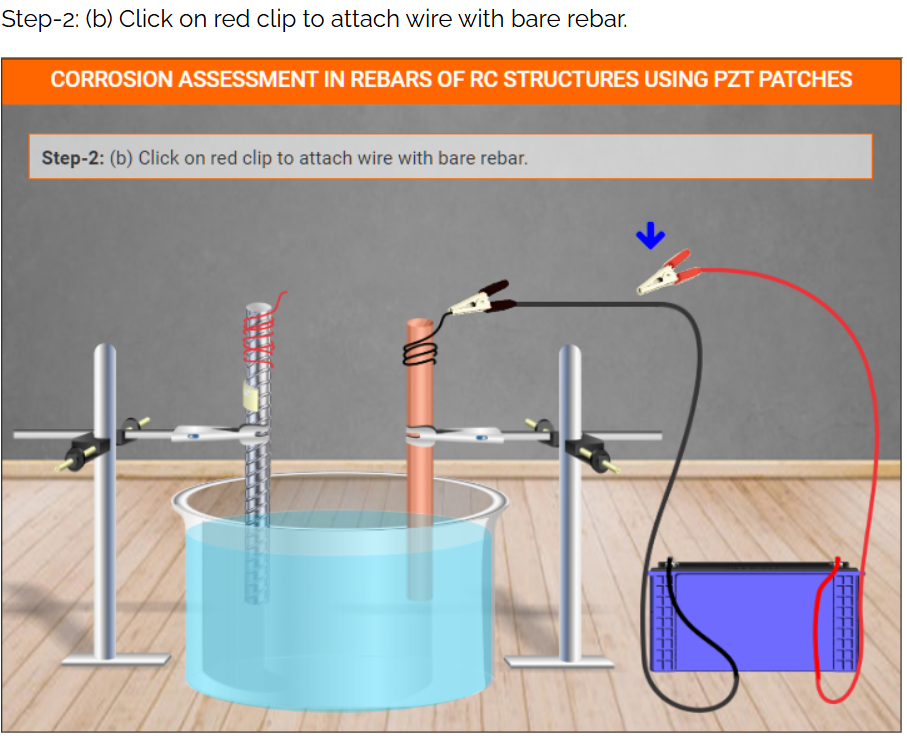 Step-2: (b) Click on red clip to attach wire with bare rebar.
CORROSION ASSESSMENT IN REBARS OF RC STRUCTURES USING PZT PATCHES
Step-2: (b) Click on red clip to attach wire with bare rebar.